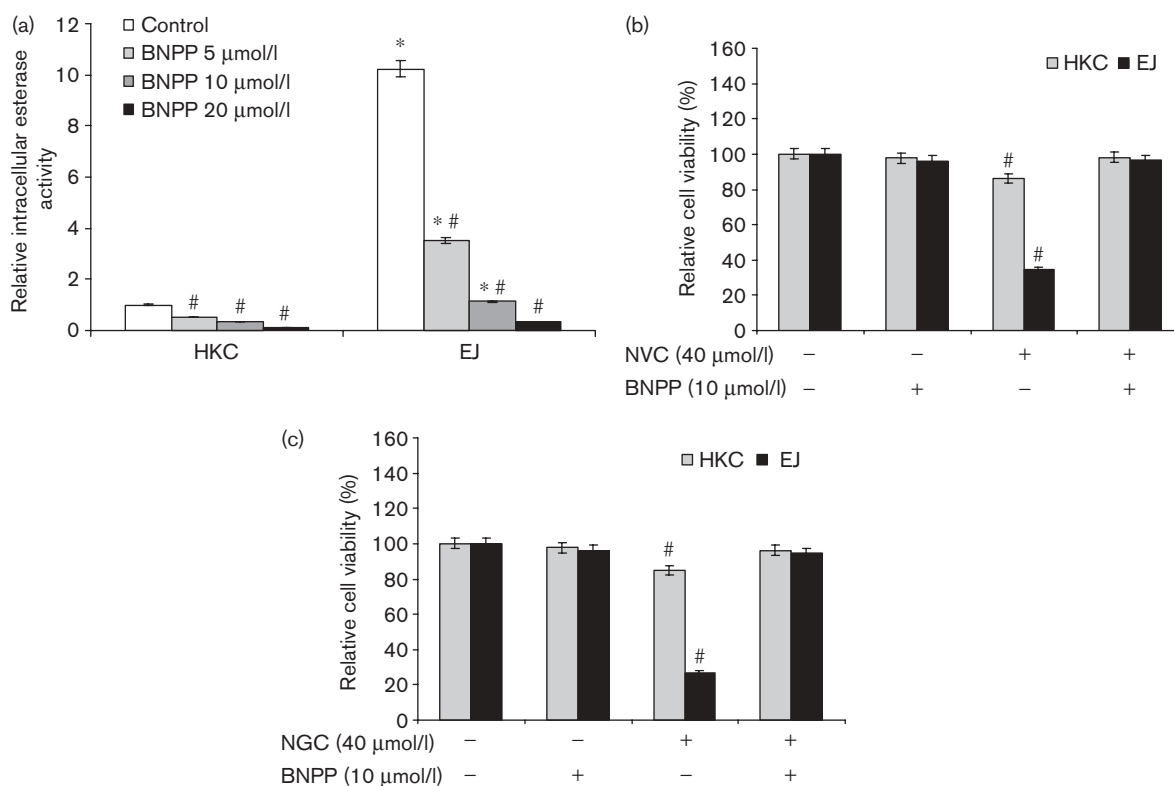 (a)
12
10
8
6
4
2
0
Relative intracellular esterase
activity
Control
BNPP 5 μmol/l
BNPP 10 μmol/l
BNPP 20 μmol/l
# # #
*
* #
* #
#
HKC EJ
(b)
160
140
120
100
80
60
40
20
0
Relative cell viability (%)
HKC EJ
#
#
NVC (40 μmol/l) − − + +
BNPP (10 μmol/l) − + − +
(c)
160
140
120
100
80
60
40
20
0
Relative cell viability (%)
HKC EJ
#
#
NGC (40 μmol/l) − − + +
BNPP (10 μmol/l) − + − +